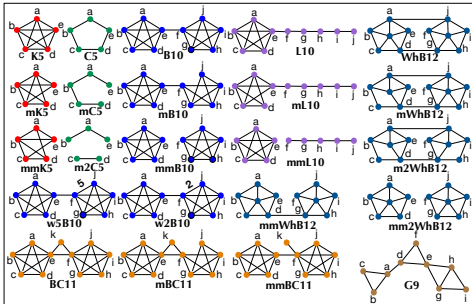 a a a j a a j
b e b e b e f i b e f g h i j b e f i
c d c d c d g h c d c d g h
K5 C5 B10 L10 WhB12
a a a j a a j
b e b e b e f i b e f g h i j b e f i
c d c d c d g h c d c d g h
mK5 mC5 mB10 mL10 mWhB12
a a a j a a j
b e b e b e f i b e f g h i j b e f i
c d c d c d g h c d c d g h
mmK5 m2C5 mmB10 mmL10 m2WhB12
a 5 j a 2 j a j a j
b e f i b e f i b e f i b e f i
c d g h c d g h c d g h c d g h
w5B10 w2B10 mmWhB12 mm2WhB12
a k j a k j a k j f
b e f i b e f i b e f i c a d e h
c d g h c d g h c d g h b g i
BC11 mBC11 mmBC11 G9